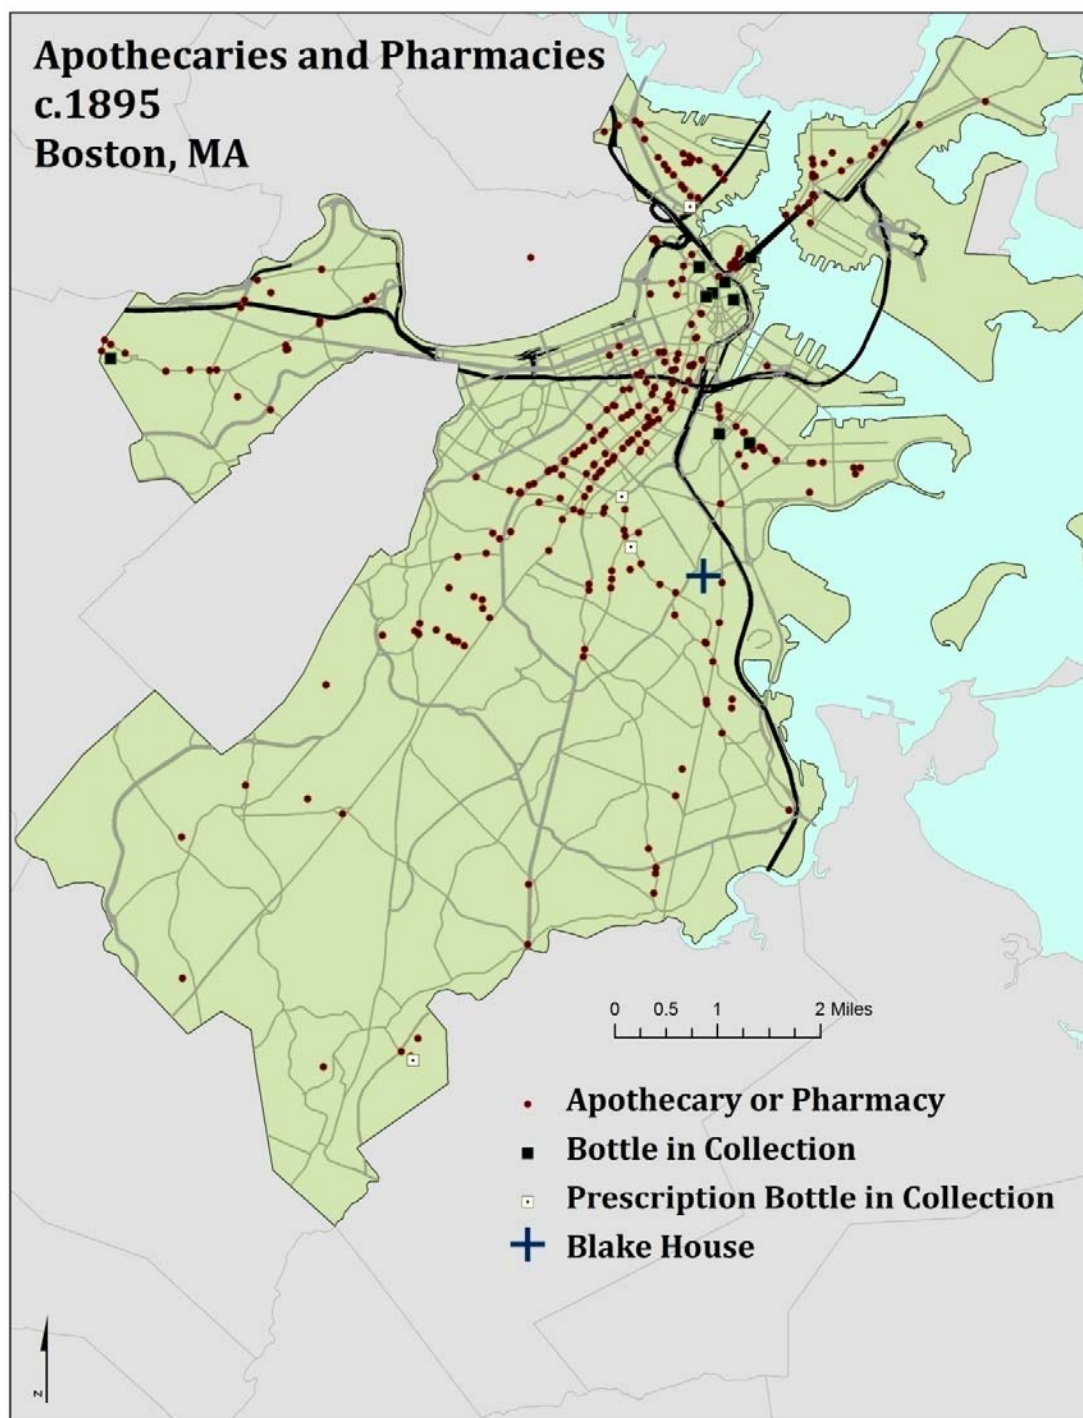 Apothecaries and Pharmacies
c.1895
Boston, MA
0 0.5 1 2 Miles
Apothecary or Pharmacy
Bottle in Collection
Prescription Bottle in Collection
Blake House
N